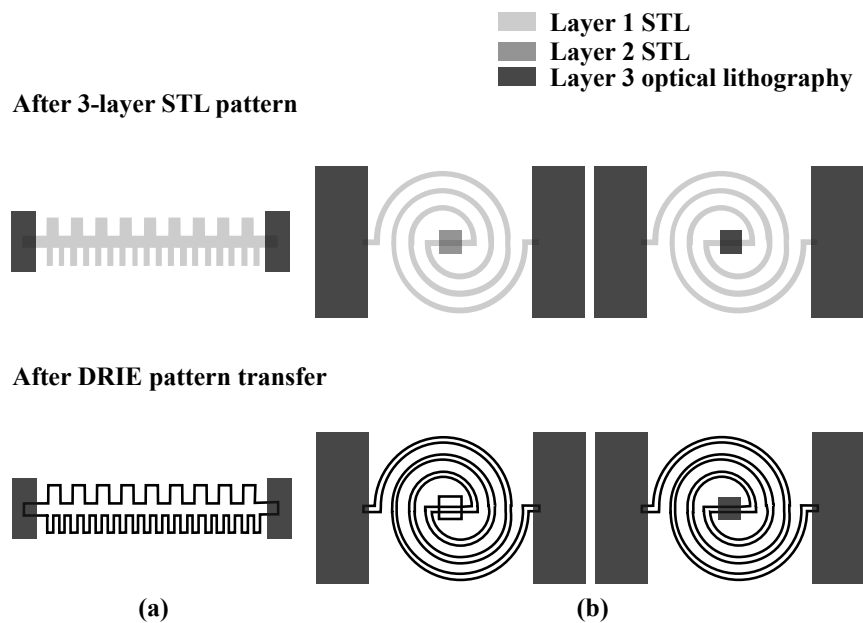 Layer 1 STL
Layer 2 STL
Layer 3 optical lithography
After 3-layer STL pattern
After DRIE pattern transfer
(a)
(b)